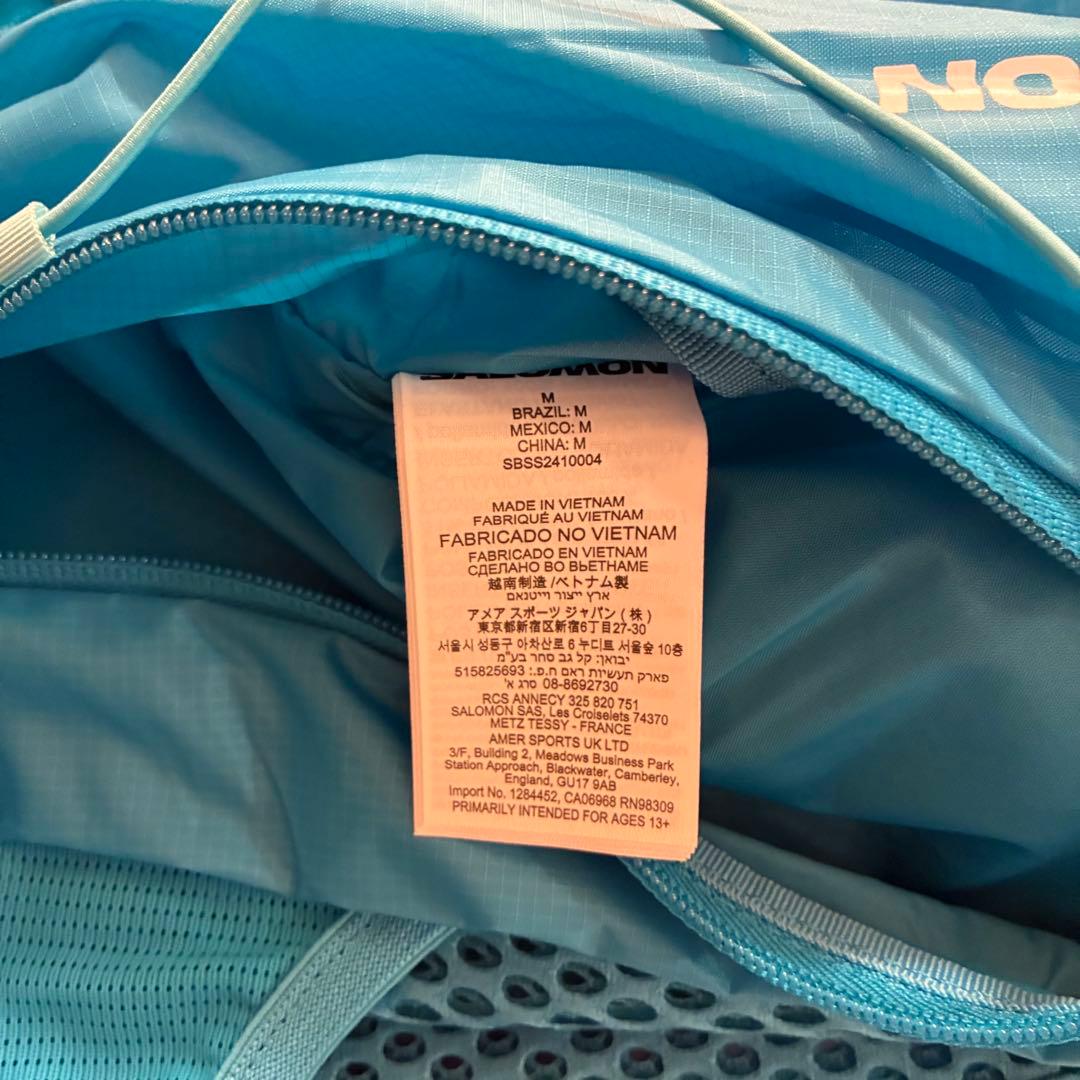 ON
SALOMON
M
BRAZIL: M
MEXICO: M
CHINA: M
SBSS2410004
MADE IN VIETNAM
FABRIQUÉ AU VIETNAM
FABRICADO NO VIETNAM
FABRICADO EN VIETNAM
СДЕЛАНО ВО ВЬЕТНАМЕ
越南制造 /ベトナム製
ארץ ייצור וייטנאם
アメア スポーツ ジャパン ( 株 )
東京都新宿区新宿6丁目27-30
서울시 성동구 아차산로 6 누디트 서울숲 10층
יבואן: קל גב סחר בע"מ
פארק תעשיות ראם ח.פ.: 515825693
08-8692730 סרג א'
RCS ANNECY 325 820 751
SALOMON SAS, Les Croiselets 74370
METZ TESSY - FRANCE
AMER SPORTS UK LTD
3/F, Building 2, Meadows Business Park
Station Approach, Blackwater, Camberley,
England, GU17 9AB
Import No. 1284452, CA06968 RN98309
PRIMARILY INTENDED FOR AGES 13+